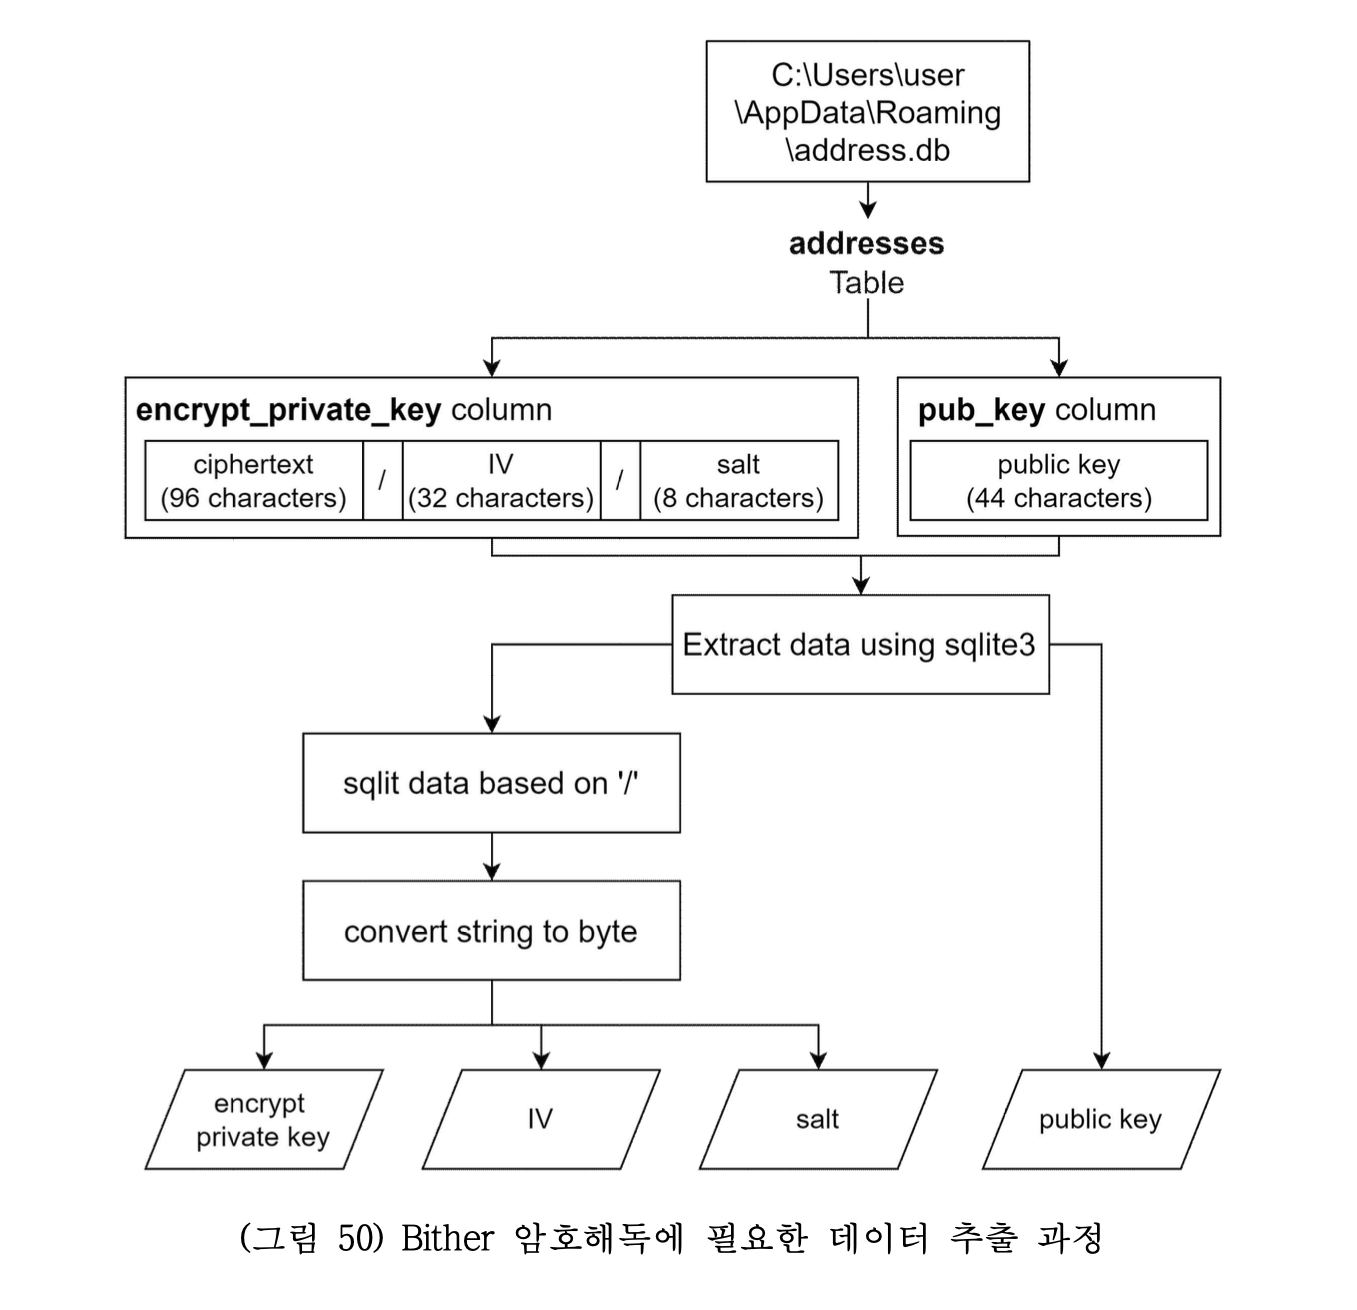 C:\Users\user
\AppData\Roaming
\address.db
addresses
Table
encrypt_private_key column
ciphertext
(96 characters)
/
IV
(32 characters)
/
salt
(8 characters)
pub_key column
public key
(44 characters)
Extract data using sqlite3
sqlit data based on '/'
convert string to byte
encrypt
private key
IV
salt
public key
(그림 50) Bither 암호해독에 필요한 데이터 추출 과정